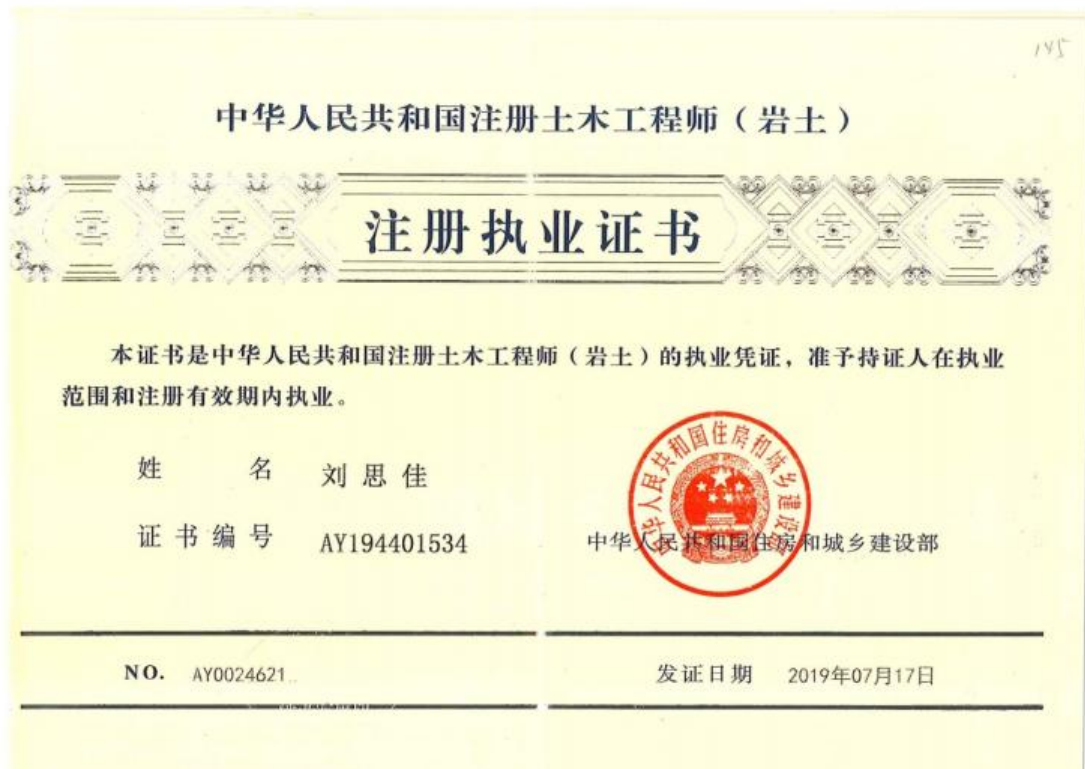 145
中华人民共和国注册土木工程师（岩土）
注册执业证书
本证书是中华人民共和国注册土木工程师（岩土）的执业凭证，准予持证人在执业
范围和注册有效期内执业。
姓 名 刘思佳
证书编号 AY194401534
中华人民共和国住房和城乡建设部
中华人民共和国住房和城乡建设部
NO. AY0024621
发证日期 2019年07月17日